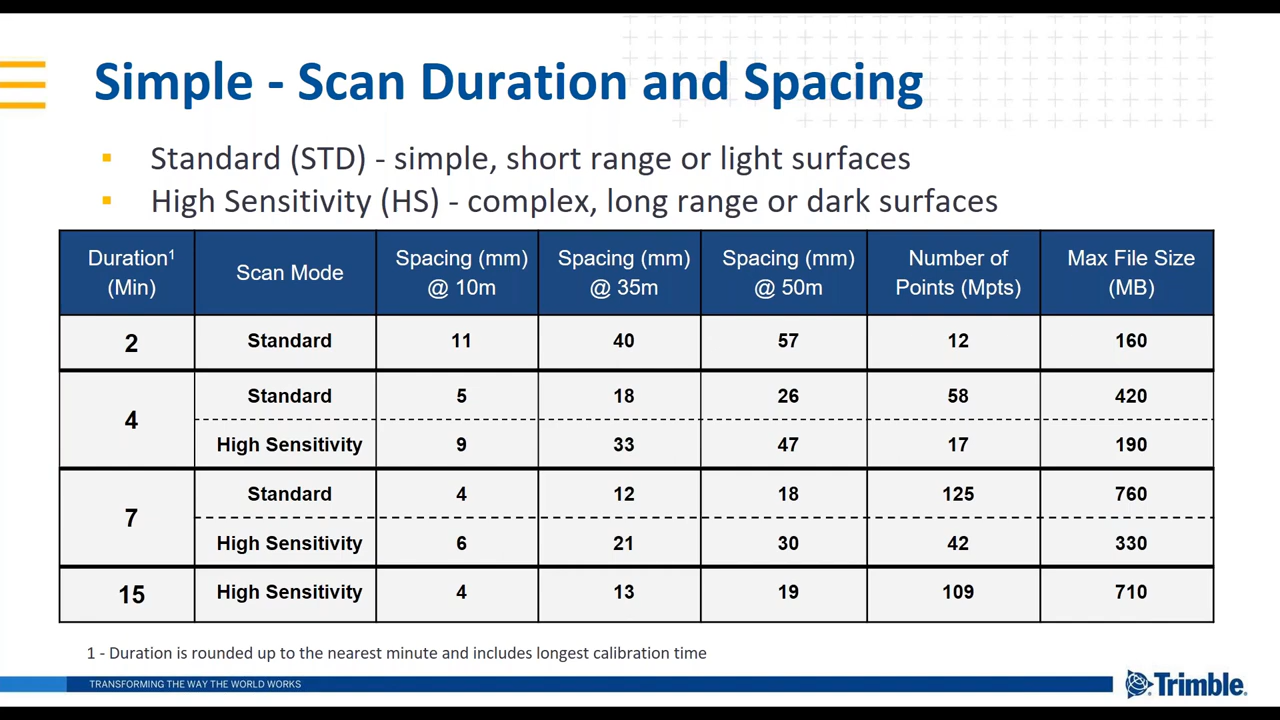 Simple - Scan Duration and Spacing
▪ Standard (STD) - simple, short range or light surfaces
▪ High Sensitivity (HS) - complex, long range or dark surfaces
Duration¹ (Min) | Scan Mode | Spacing (mm) @ 10m | Spacing (mm) @ 35m | Spacing (mm) @ 50m | Number of Points (Mpts) | Max File Size (MB)
2 | Standard | 11 | 40 | 57 | 12 | 160
4 | Standard | 5 | 18 | 26 | 58 | 420
High Sensitivity | 9 | 33 | 47 | 17 | 190
7 | Standard | 4 | 12 | 18 | 125 | 760
High Sensitivity | 6 | 21 | 30 | 42 | 330
15 | High Sensitivity | 4 | 13 | 19 | 109 | 710
1 - Duration is rounded up to the nearest minute and includes longest calibration time
TRANSFORMING THE WAY THE WORLD WORKS
Trimble.